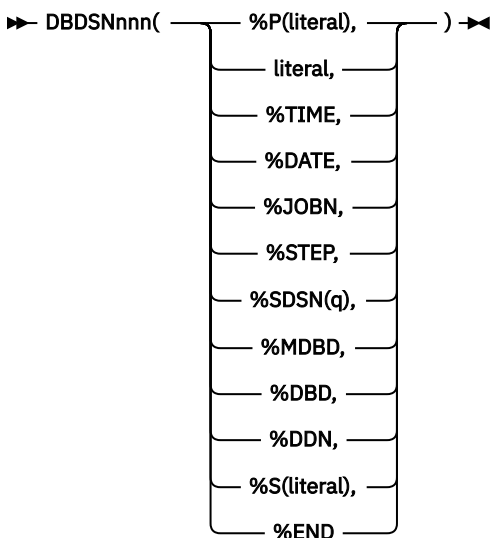 DBDSNnnn( %P(literal), )
literal,
%TIME,
%DATE,
%JOBN,
%STEP,
%SDSN(q),
%MDBD,
%DBD,
%DDN,
%S(literal),
%END